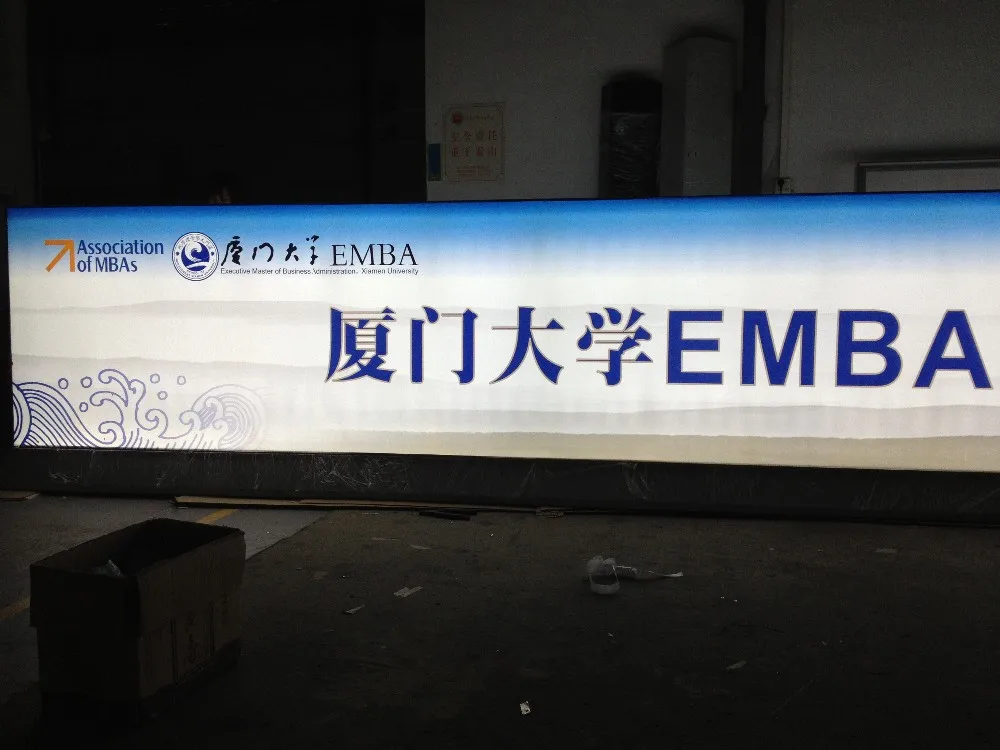 Association
of MBAs
厦门大学 EMBA
Executive Master of Business Administration. Xiamen University
厦门大学EMBA